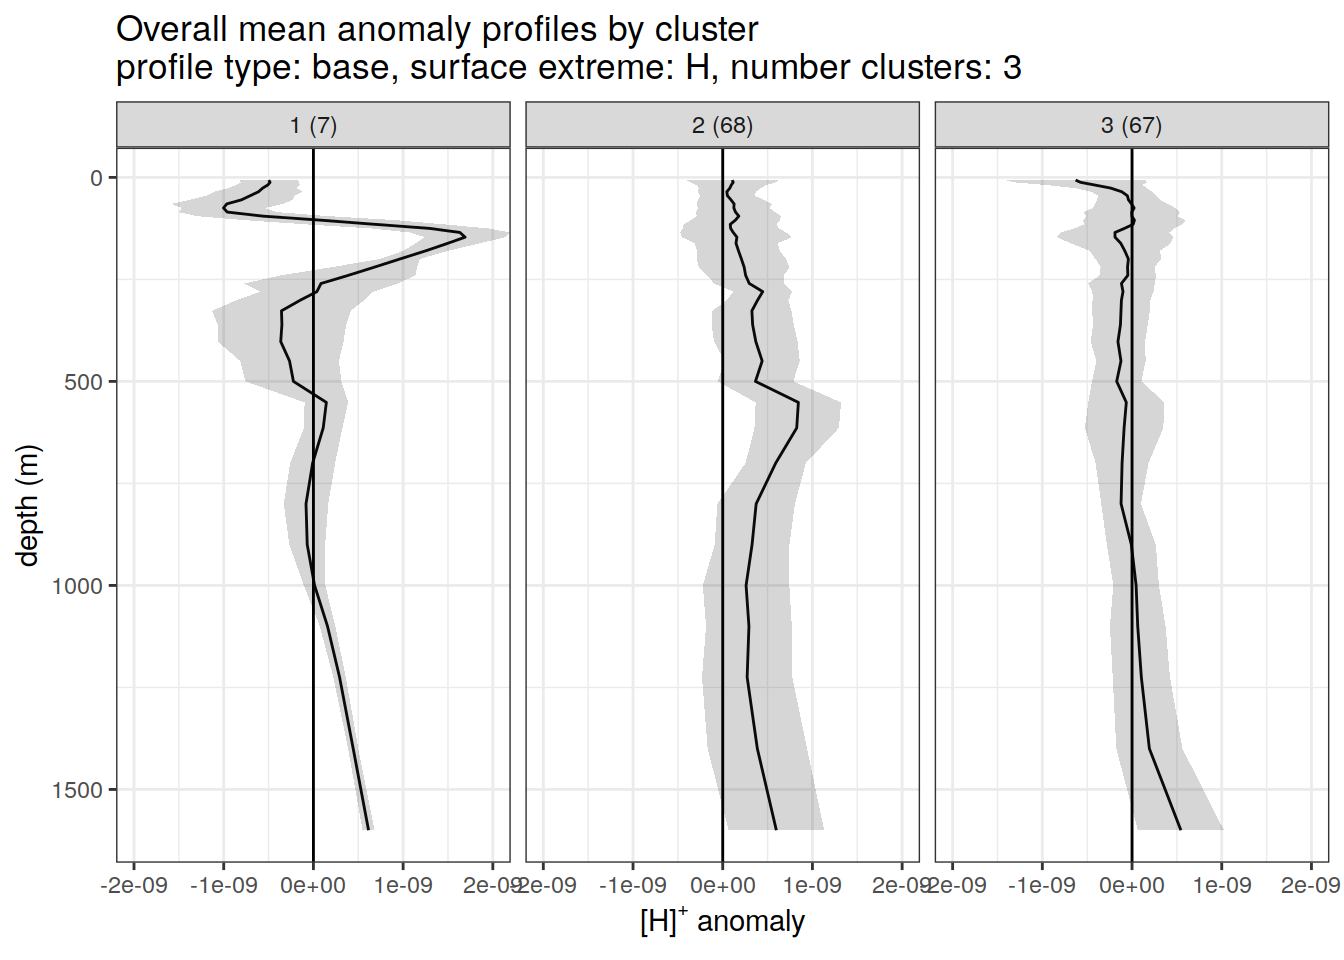 Overall mean anomaly profiles by cluster
profile type: base, surface extreme: H, number clusters: 3
1 (7)
2 (68)
3 (67)
0
500
1000
1500
depth (m)
-2e-09 -1e-09 0e+00 1e-09 2e-09
-2e-09 -1e-09 0e+00 1e-09 2e-09
-2e-09 -1e-09 0e+00 1e-09 2e-09
[H]⁺ anomaly